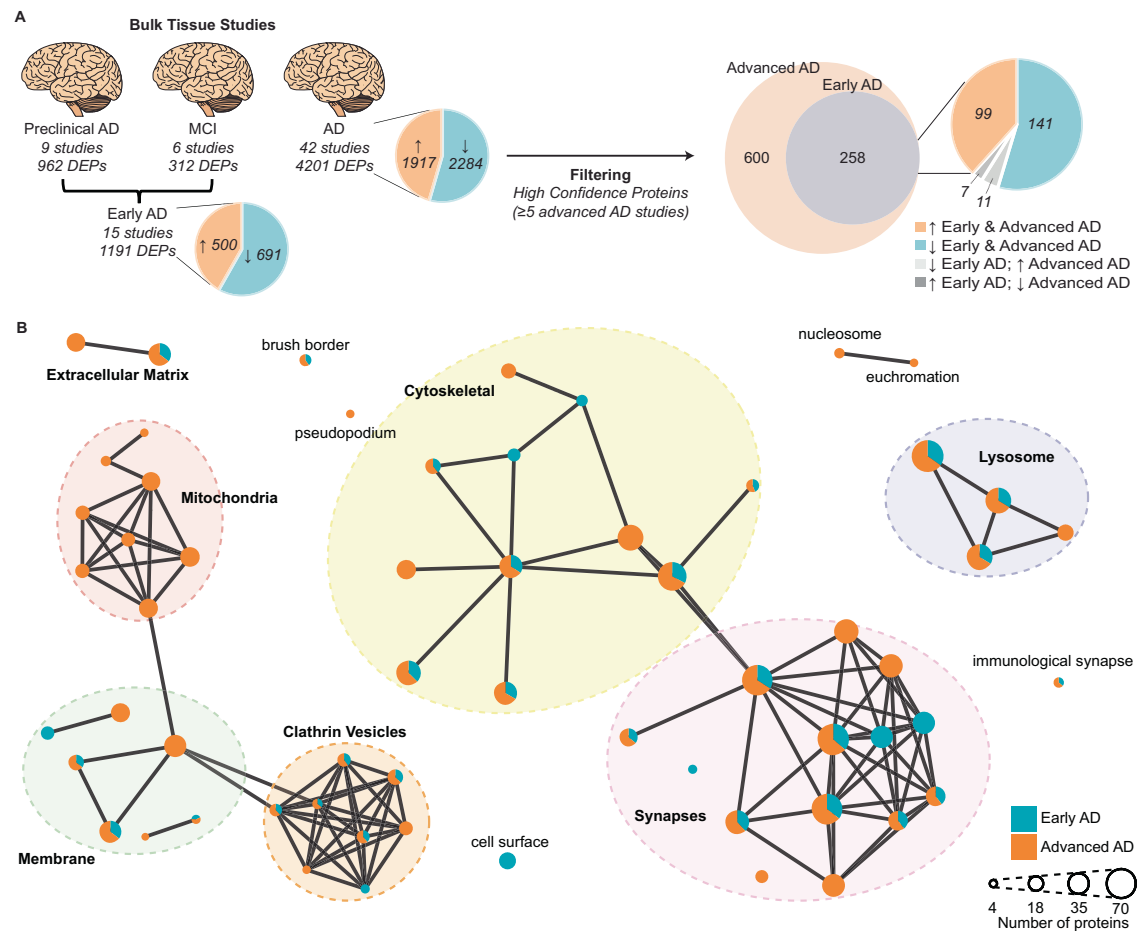 A
Bulk Tissue Studies
Preclinical AD
9 studies
962 DEPs
MCI
6 studies
312 DEPs
AD
42 studies
4201 DEPs
↑
1917
↓
2284
Early AD
15 studies
1191 DEPs
↑ 500
↓ 691
Filtering
High Confidence Proteins
(≥5 advanced AD studies)
Advanced AD
Early AD
600
258
99
141
7
11
↑ Early & Advanced AD
↓ Early & Advanced AD
↓ Early AD; ↑ Advanced AD
↑ Early AD; ↓ Advanced AD
B
Extracellular Matrix
brush border
pseudopodium
Cytoskeletal
nucleosome
euchromation
Mitochondria
Lysosome
immunological synapse
Clathrin Vesicles
Membrane
cell surface
Synapses
Early AD
Advanced AD
4 18 35 70
Number of proteins